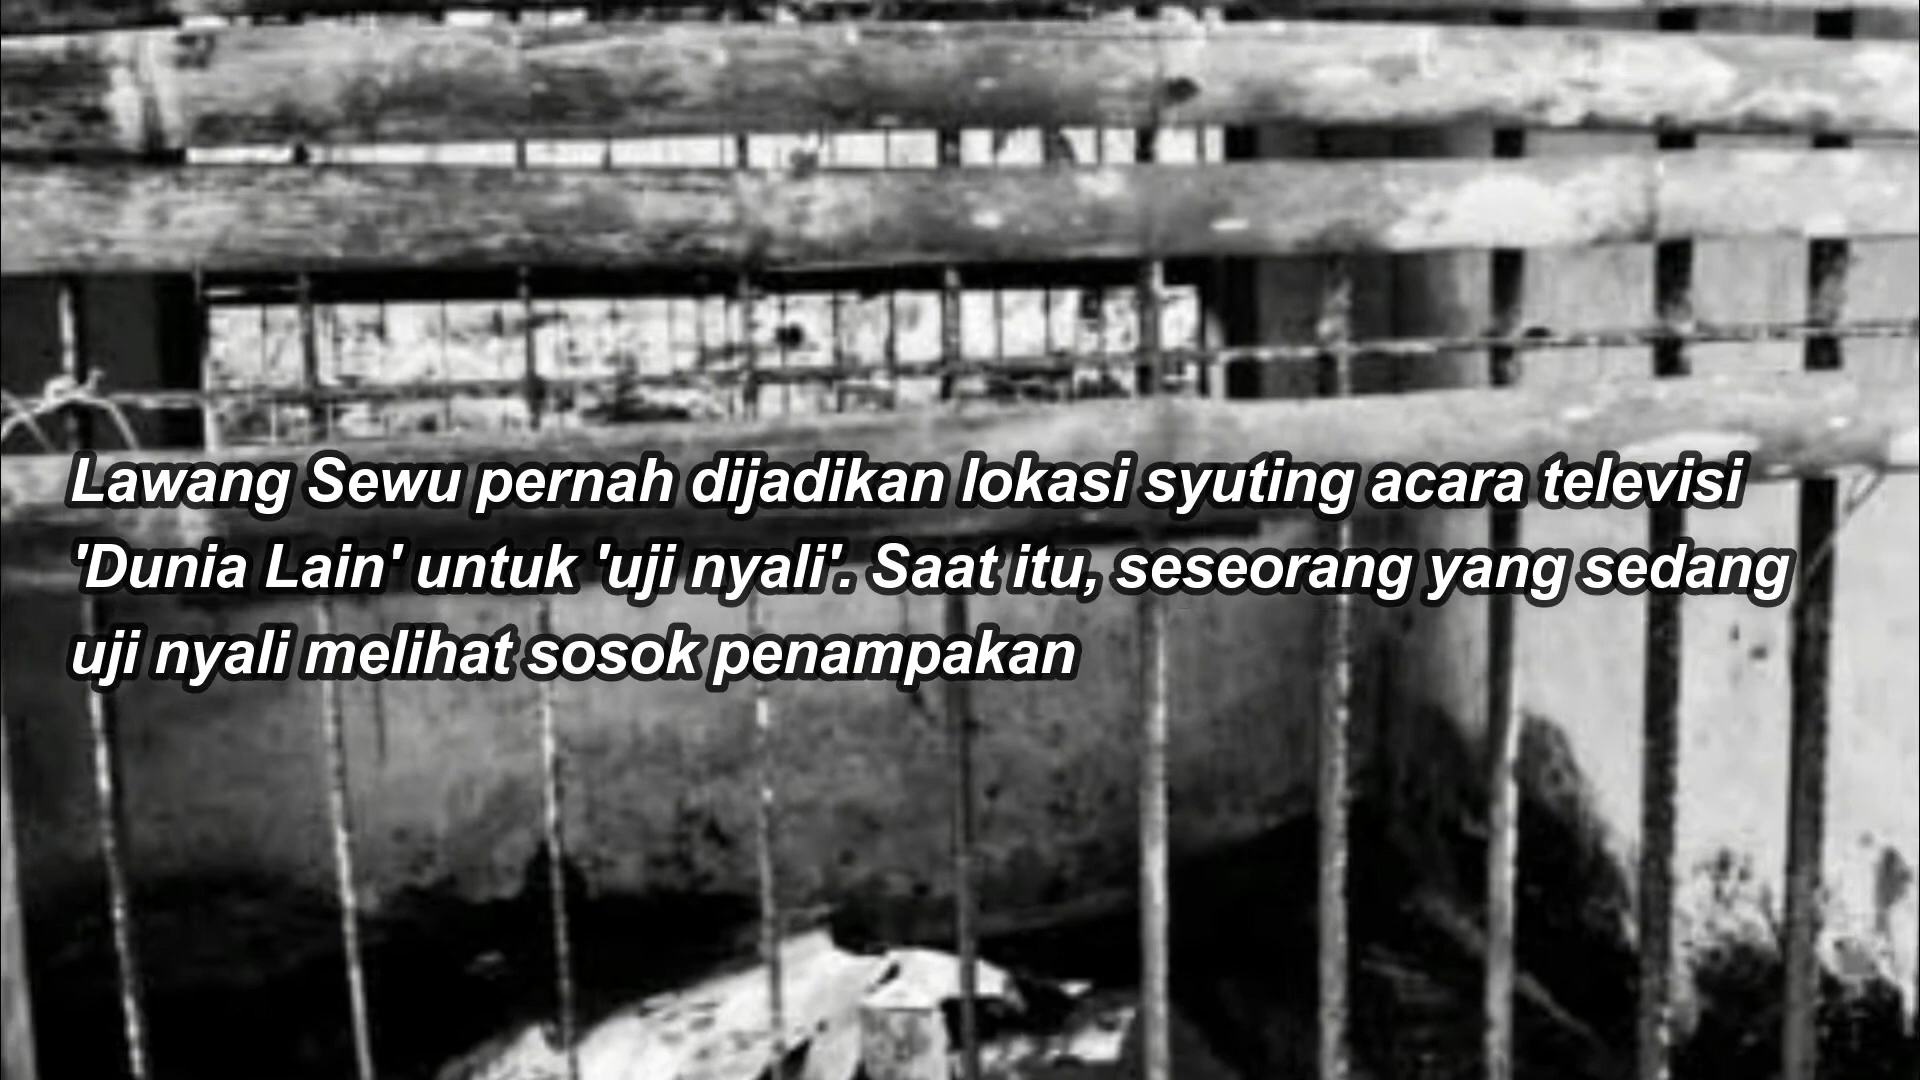 Lawang Sewu pernah dijadikan lokasi syuting acara televisi
'Dunia Lain' untuk 'uji nyali'. Saat itu, seseorang yang sedang
uji nyali melihat sosok penampakan